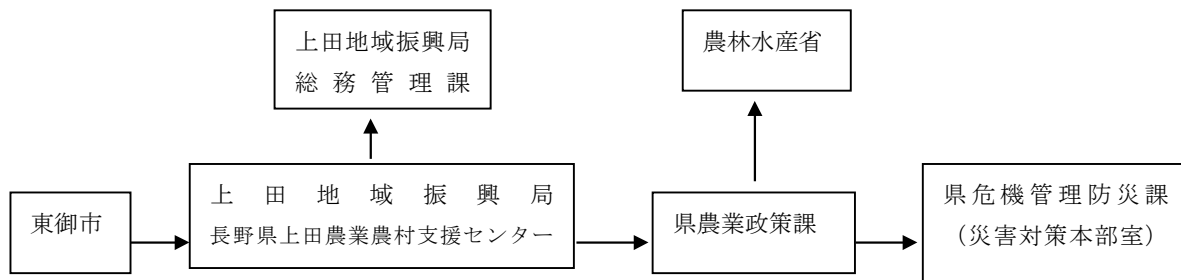 上田地域振興局
総務管理課
農林水産省
東御市
上田地域振興局
長野県上田農業農村支援センター
県農業政策課
県危機管理防災課
（災害対策本部室）